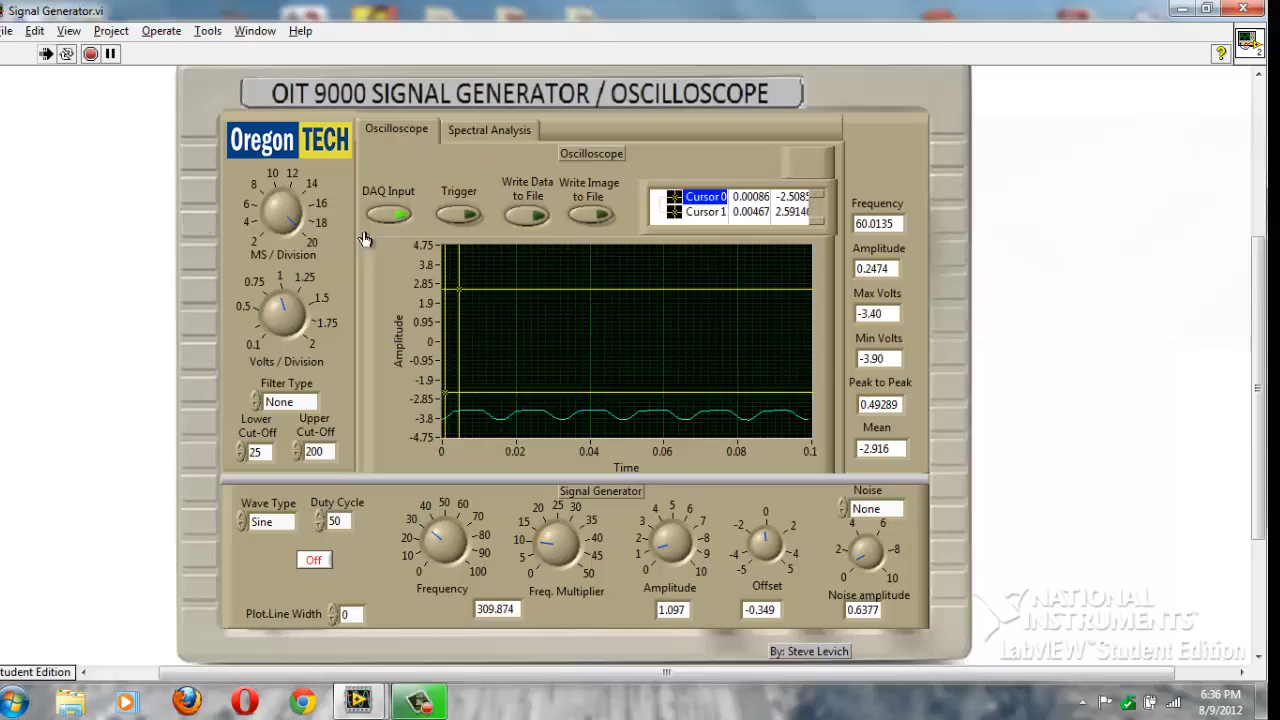 Signal Generator.vi
ile Edit View Project Operate Tools Window Help
2
OIT 9000 SIGNAL GENERATOR / OSCILLOSCOPE
Oregon TECH
Oscilloscope Spectral Analysis
Oscilloscope
DAQ Input Trigger Write Data to File Write Image to File
Cursor 0 0.00086 -2.5085
Cursor 1 0.00467 2.59146
2 4 6 8 10 12 14 16 18 20
MS / Division
0.1 0.5 0.75 1 1.25 1.5 1.75 2
Volts / Division
Filter Type
None
Lower Cut-Off
Upper Cut-Off
25 200
Amplitude
4.75
3.8
2.85
1.9
0.95
0
-0.95
-1.9
-2.85
-3.8
-4.75
0 0.02 0.04 0.06 0.08 0.1
Time
Frequency
60.0135
Amplitude
0.2474
Max Volts
-3.40
Min Volts
-3.90
Peak to Peak
0.49289
Mean
-2.916
Signal Generator
Wave Type Duty Cycle
Sine 50
Off
Plot.Line Width 0
0 10 20 30 40 50 60 70 80 90 100
Frequency
309.874
0 5 10 15 20 25 30 35 40 45 50
Freq. Multiplier
0 1 2 3 4 5 6 7 8 9 10
Amplitude
1.097
-5 -4 -2 0 2 4 5
Offset
-0.349
Noise
None
0 2 4 6 8 10
Noise amplitude
0.6377
By: Steve Levich
NATIONAL
INSTRUMENTS
LabVIEW Student Edition
tudent Edition
6:36 PM
8/9/2012